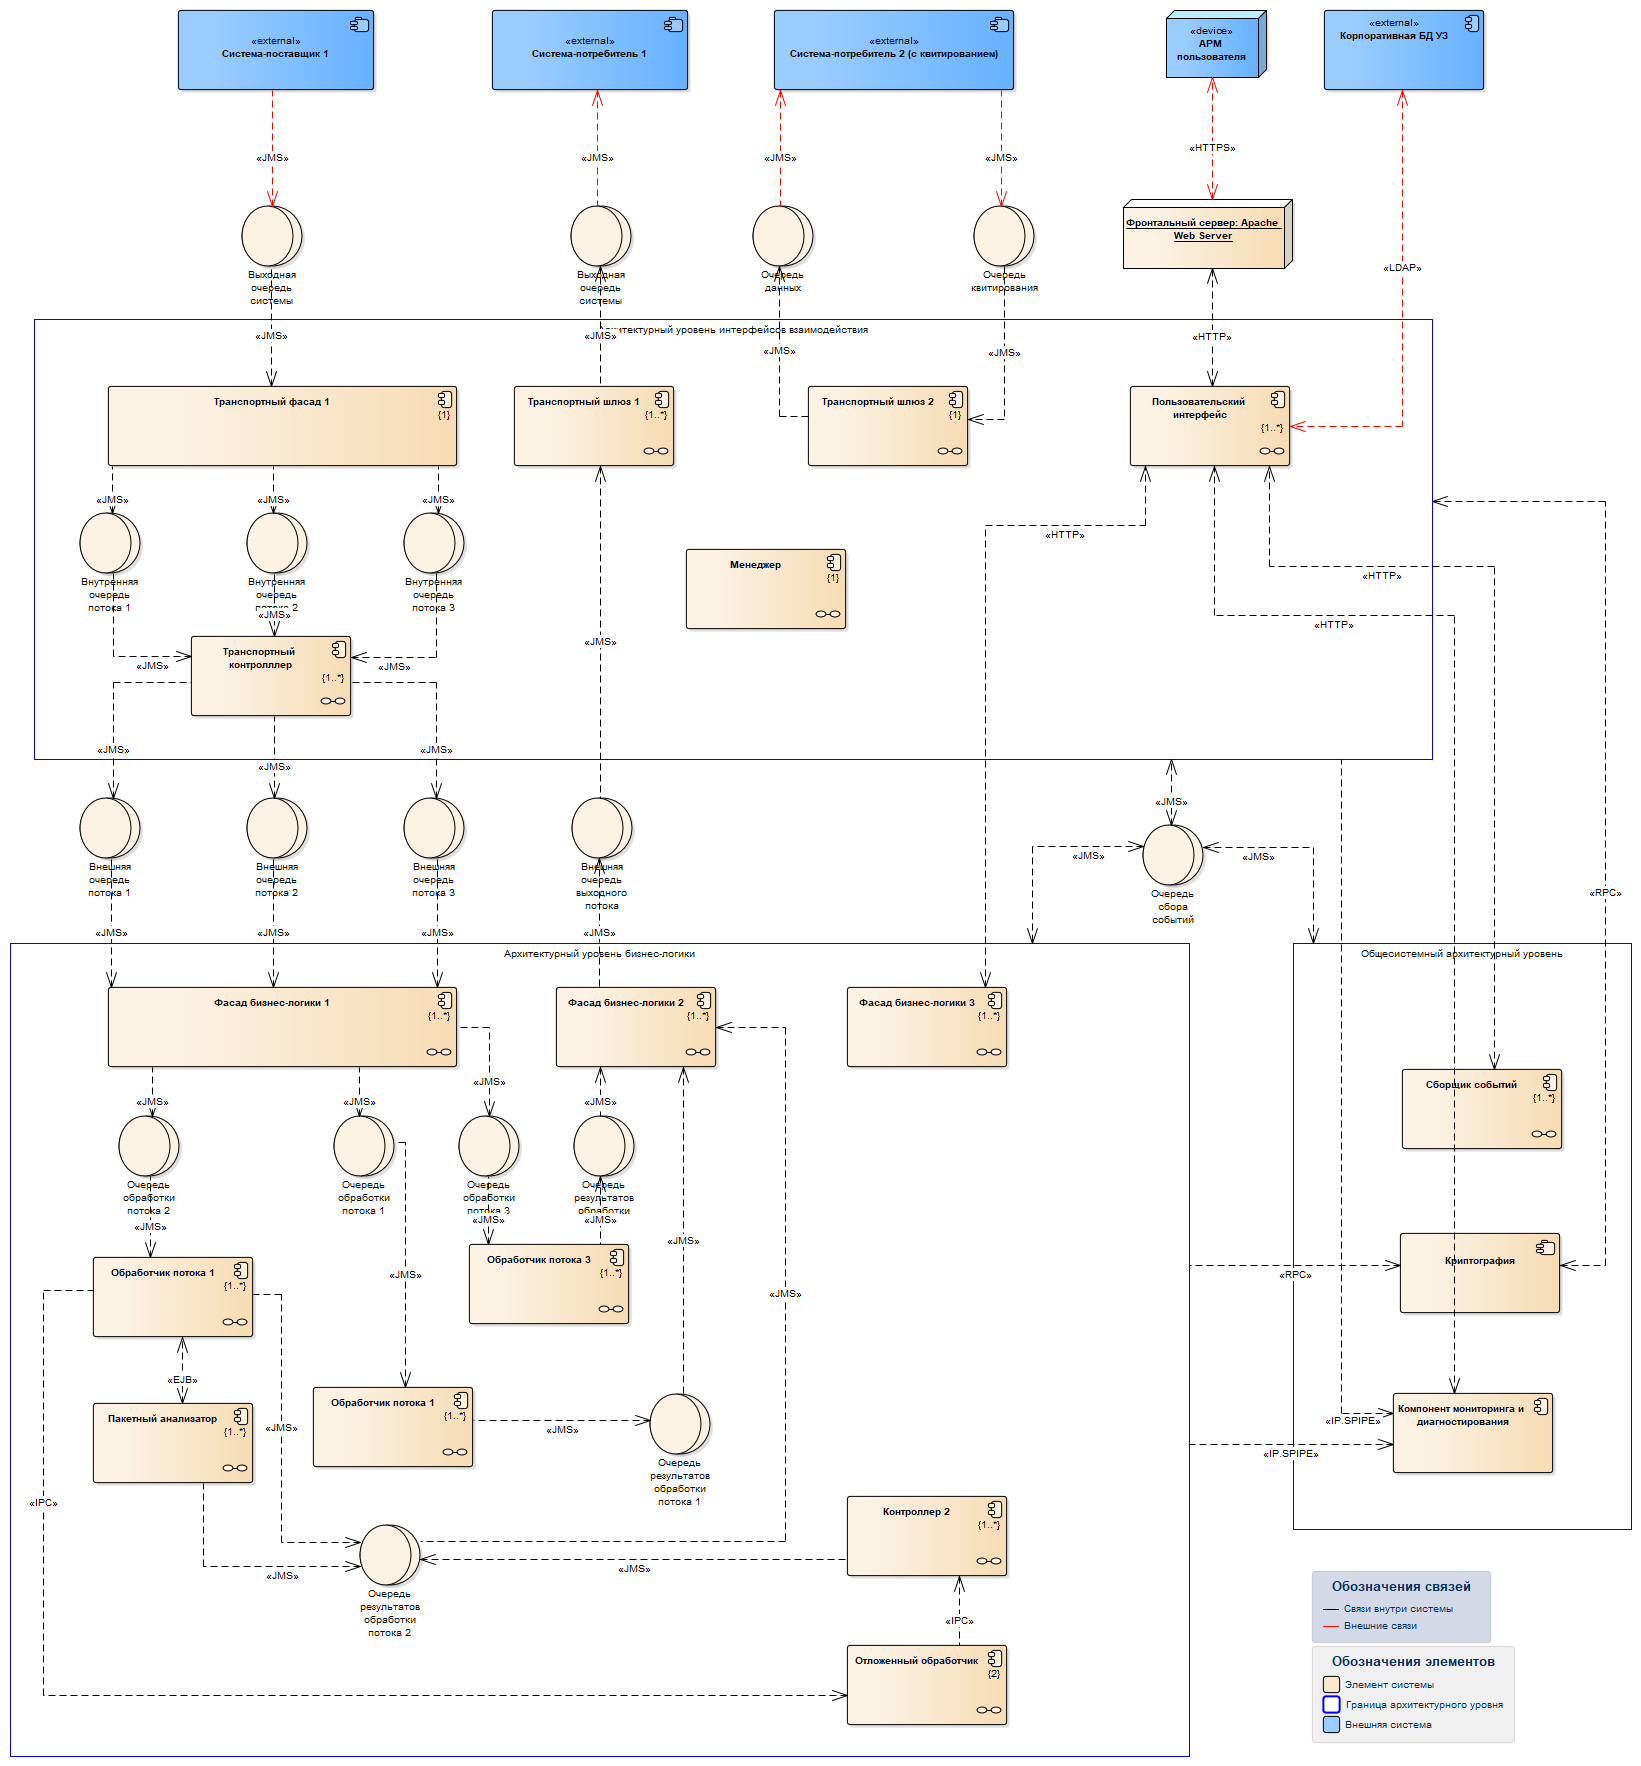 «external»
Система-поставщик 1
«external»
Система-потребитель 1
«external»
Система-потребитель 2 (с квитированием)
«device»
АРМ
пользователя
«external»
Корпоративная БД УЗ
«JMS»
«JMS»
«JMS»
«JMS»
«HTTPS»
«LDAP»
Выходная
очередь
системы
Выходная
очередь
системы
Очередь
данных
Очередь
квитирования
Фронтальный сервер: Apache
Web Server
«JMS»
«JMS»
«JMS»
«JMS»
«HTTP»
уровень интерфейсов взаимодействия
Транспортный фасад 1
{1}
Транспортный шлюз 1
{1..*}
Транспортный шлюз 2
{1}
Пользовательский
интерфейс
{1..*}
«JMS»
«JMS»
«JMS»
Внутренняя
очередь
потока 1
Внутренняя
очередь
потока 2
Внутренняя
очередь
потока 3
«JMS»
«JMS»
«JMS»
Транспортный
контролллер
{1..*}
Менеджер
{1}
«JMS»
«HTTP»
«HTTP»
«HTTP»
«JMS»
«JMS»
«JMS»
Внешняя
очередь
потока 1
Внешняя
очередь
потока 2
Внешняя
очередь
потока 3
Внешняя
очередь
выходного
потока
«JMS»
«JMS»
«JMS»
Очередь
сбора
событий
«RPC»
«JMS»
«JMS»
«JMS»
«JMS»
Архитектурный уровень бизнес-логики
Общесистемный архитектурный уровень
Фасад бизнес-логики 1
{1..*}
Фасад бизнес-логики 2
{1..*}
Фасад бизнес-логики 3
{1..*}
«JMS»
«JMS»
«JMS»
«JMS»
Очередь
обработки
потока 2
Очередь
обработки
потока 1
Очередь
обработки
потока 3
Очередь
результатов
обработки
«JMS»
«JMS»
«JMS»
«JMS»
«JMS»
«JMS»
Обработчик потока 1
{1..*}
Обработчик потока 3
{1..*}
Сборщик событий
{1..*}
Криптография
«RPC»
«EJB»
Пакетный анализатор
{1..*}
«JMS»
Обработчик потока 1
{1..*}
«JMS»
Очередь
результатов
обработки
потока 1
Компонент мониторинга и
диагностирования
«IP.SPIPE»
«IP.SPIPE»
«IPC»
«JMS»
Очередь
результатов
обработки
потока 2
«JMS»
Контроллер 2
{1..*}
«IPC»
Отложенный обработчик
{2}
Обозначения связей
Связи внутри системы
Внешние связи
Обозначения элементов
Элемент системы
Граница архитектурного уровня
Внешняя система